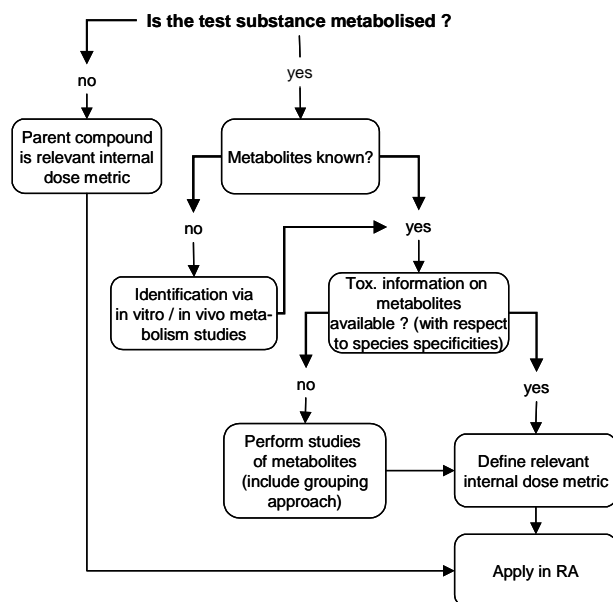 Is the test substance metabolised ?
no
yes
Parent compound
is relevant internal
dose metric
Metabolites known?
no
yes
Identification via
in vitro / in vivo meta-
bolism studies
Tox. information on
metabolites
available ? (with respect
to species specificities)
no
yes
Perform studies
of metabolites
(include grouping
approach)
Define relevant
internal dose metric
Apply in RA